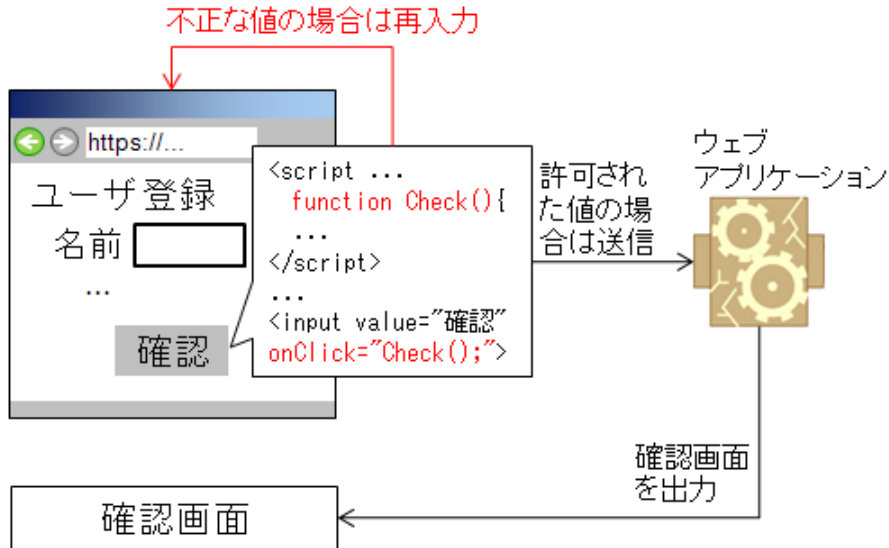 不正な値の場合は再入力
https://...
ユーザ登録
名前
...
確認
<script ...
function Check(){
...
</script>
...
<input value="確認"
onClick="Check();">
許可され
た値の場
合は送信
ウェブ
アプリケーション
確認画面
を出力
確認画面